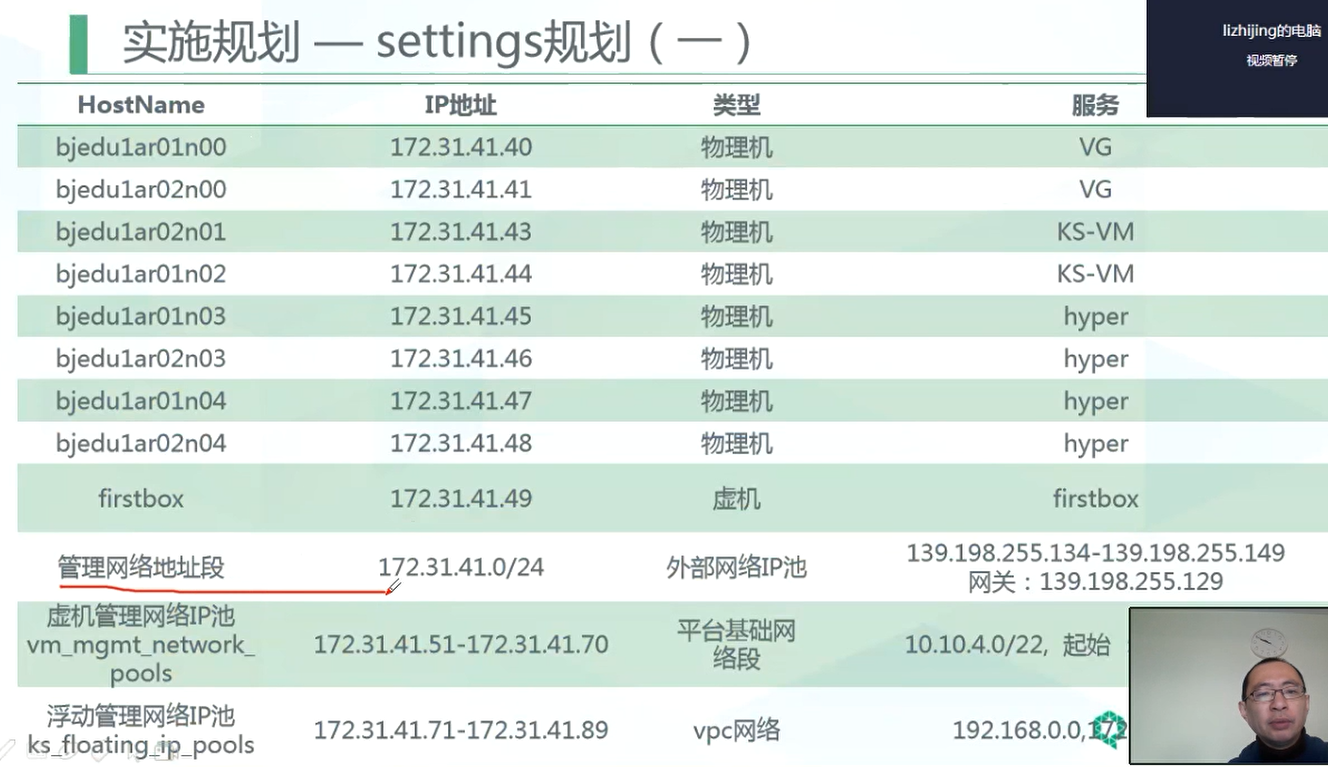 实施规划 — settings规划（一）
lizhijing的电脑
视频暂停
HostName IP地址 类型 服务
bjedu1ar01n00 172.31.41.40 物理机 VG
bjedu1ar02n00 172.31.41.41 物理机 VG
bjedu1ar02n01 172.31.41.43 物理机 KS-VM
bjedu1ar01n02 172.31.41.44 物理机 KS-VM
bjedu1ar01n03 172.31.41.45 物理机 hyper
bjedu1ar02n03 172.31.41.46 物理机 hyper
bjedu1ar01n04 172.31.41.47 物理机 hyper
bjedu1ar02n04 172.31.41.48 物理机 hyper
firstbox 172.31.41.49 虚机 firstbox
管理网络地址段 172.31.41.0/24 外部网络IP池 139.198.255.134-139.198.255.149
网关：139.198.255.129
虚机管理网络IP池
vm_mgmt_network_
pools
172.31.41.51-172.31.41.70
平台基础网
络段
10.10.4.0/22, 起始
浮动管理网络IP池
ks_floating_ip_pools
172.31.41.71-172.31.41.89 vpc网络 192.168.0.0,